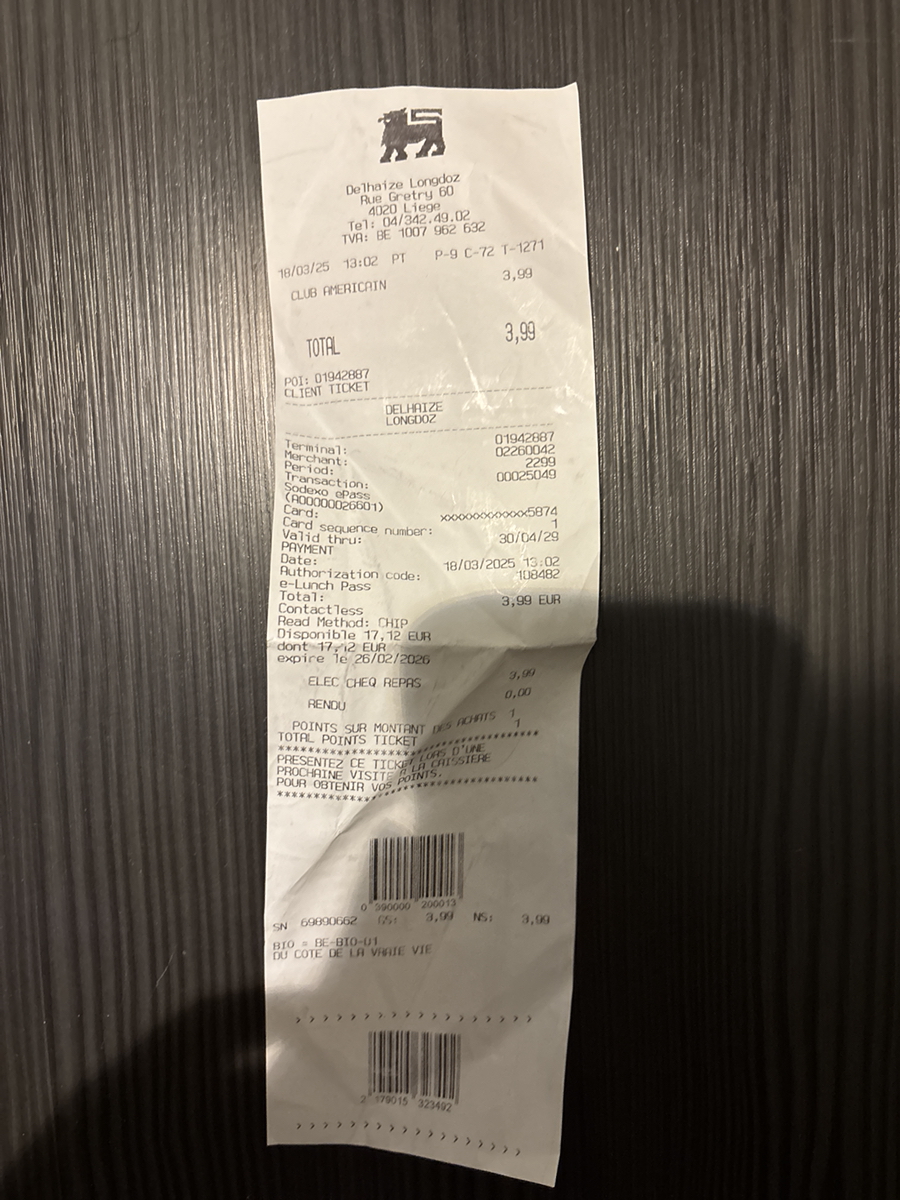 Delhaize Longdoz
Rue Gretry 60
4020 Liege
Tel: 04/342.49.02
TVA: BE 1007 962 632
18/03/25 13:02 PT P-9 C-72 T-1271
CLUB AMERICAIN 3,99
TOTAL 3,99
POI: 01942887
CLIENT TICKET
DELHAIZE
LONGDOZ
Terminal: 01942887
Merchant: 02260042
Period: 2299
Transaction: 00025049
Sodexo ePass
(A00000026601)
Card: xxxxxxxxxxxx5874
Card sequence number: 1
Valid thru: 30/04/29
PAYMENT
Date: 18/03/2025 13:02
Authorization code: 108482
e-Lunch Pass
Total: 3,99 EUR
Contactless
Read Method: CHIP
Disponible 17,12 EUR
dont 17,12 EUR
expire le 26/02/2026
ELEC CHEQ REPAS 3,99
RENDU 0,00
POINTS SUR MONTANT DES ACHATS 1
TOTAL POINTS TICKET 1
*********************************
PRESENTEZ CE TICKET LORS D'UNE
PROCHAINE VISITE A LA CAISSIERE
POUR OBTENIR VOS POINTS.
*********************************
0 390000 200013
SN 69890662 GS: 3,99 NS: 3,99
BIO = BE-BIO-01
DU COTE DE LA VRAIE VIE
2 179015 323492